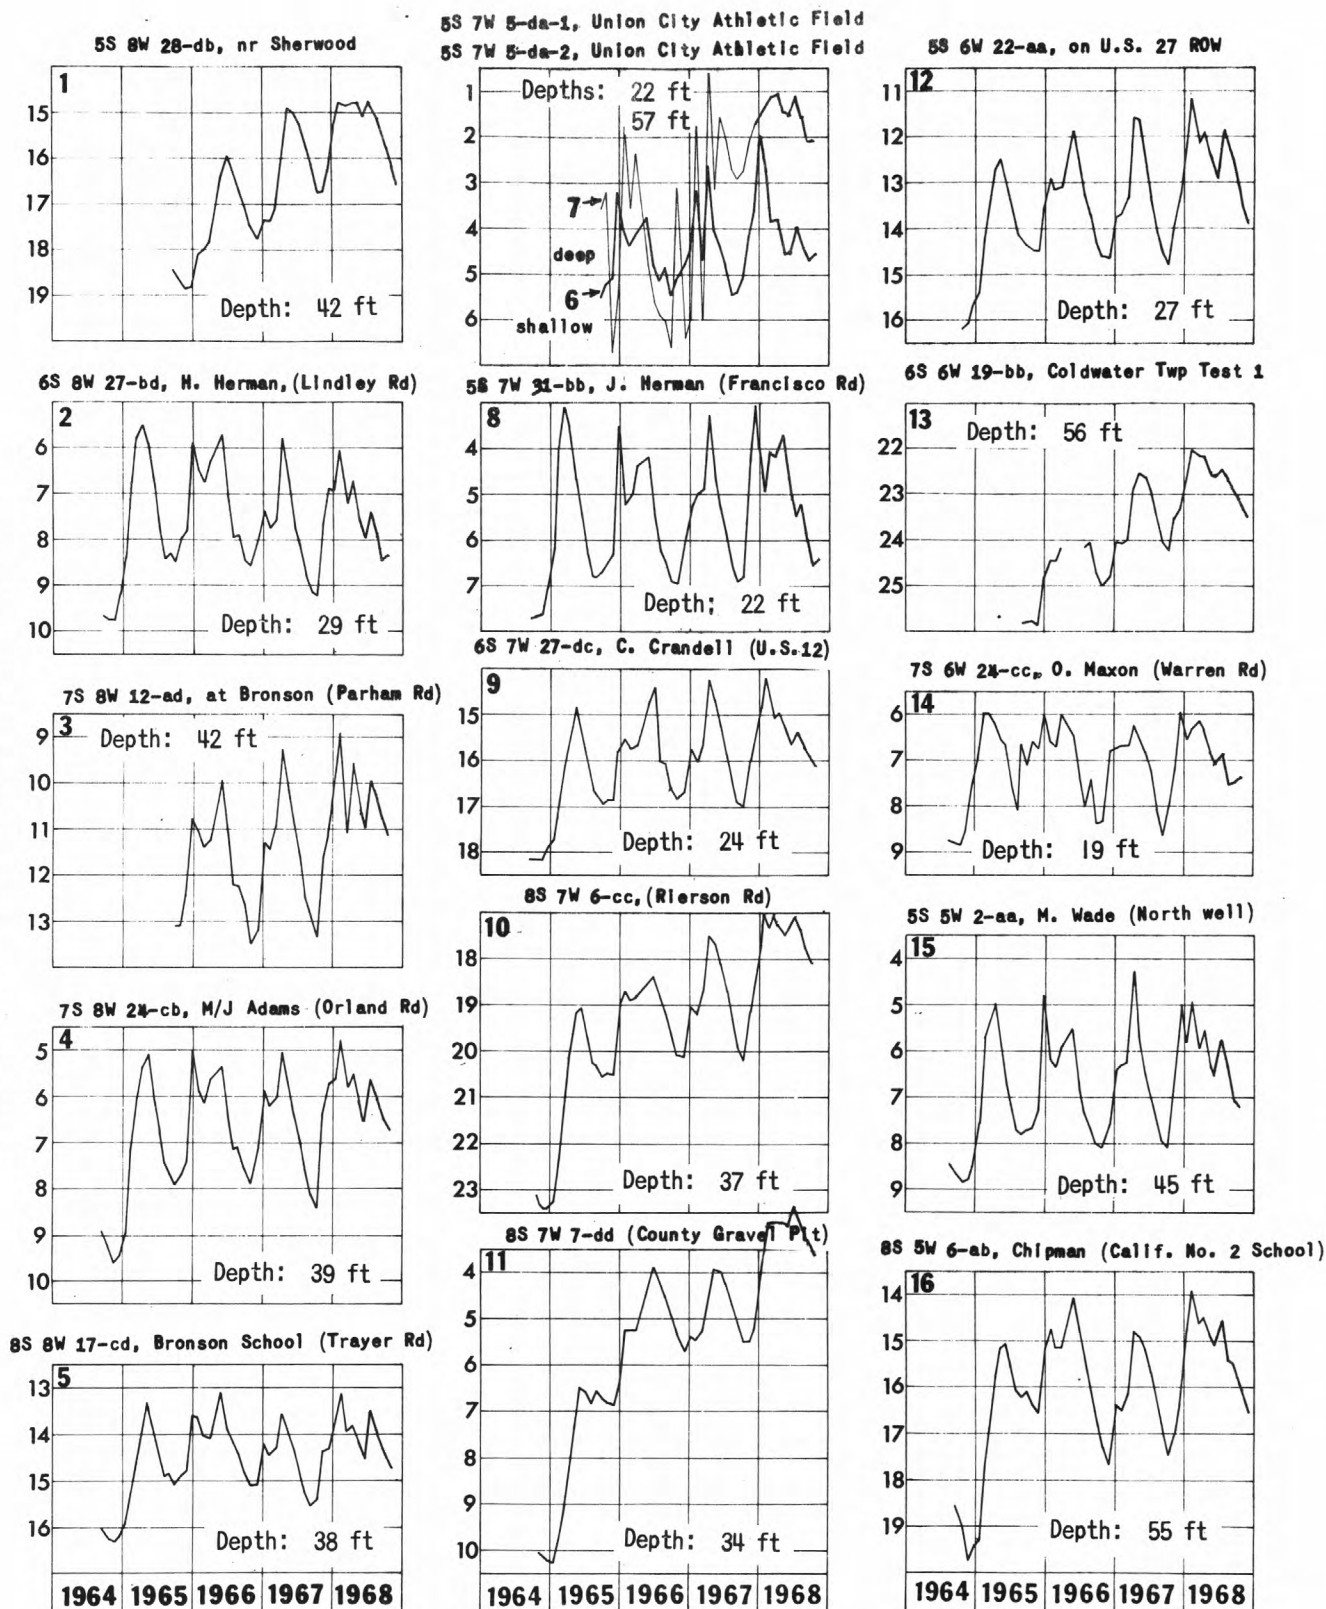 5S 8W 28-db, nr Sherwood
1
15
16
17
18
19
Depth: 42 ft
6S 8W 27-bd, H. Herman, (Lindley Rd)
2
6
7
8
9
10
Depth: 29 ft
7S 8W 12-ad, at Bronson (Parham Rd)
3
Depth: 42 ft
9
10
11
12
13
7S 8W 24-cb, M/J Adams (Orland Rd)
4
5
6
7
8
9
10
Depth: 39 ft
8S 8W 17-cd, Bronson School (Trayer Rd)
5
13
14
15
16
Depth: 38 ft
1964 1965 1966 1967 1968
5S 7W 5-da-1, Union City Athletic Field
5S 7W 5-da-2, Union City Athletic Field
Depths: 22 ft
57 ft
1
2
3
4
5
6
7
deep
6
shallow
5S 7W 31-bb, J. Herman (Francisco Rd)
8
4
5
6
7
Depth: 22 ft
6S 7W 27-dc, C. Crandell (U.S.12)
9
15
16
17
18
Depth: 24 ft
8S 7W 6-cc, (Rierson Rd)
10
18
19
20
21
22
23
Depth: 37 ft
8S 7W 7-dd (County Gravel Pit)
11
4
5
6
7
8
9
10
Depth: 34 ft
1964 1965 1966 1967 1968
5S 6W 22-aa, on U.S. 27 ROW
12
11
12
13
14
15
16
Depth: 27 ft
6S 6W 19-bb, Coldwater Twp Test 1
13
Depth: 56 ft
22
23
24
25
7S 6W 24-cc, O. Maxon (Warren Rd)
14
6
7
8
9
Depth: 19 ft
5S 5W 2-aa, M. Wade (North well)
15
4
5
6
7
8
9
Depth: 45 ft
8S 5W 6-ab, Chipman (Calif. No. 2 School)
16
14
15
16
17
18
19
Depth: 55 ft
1964 1965 1966 1967 1968